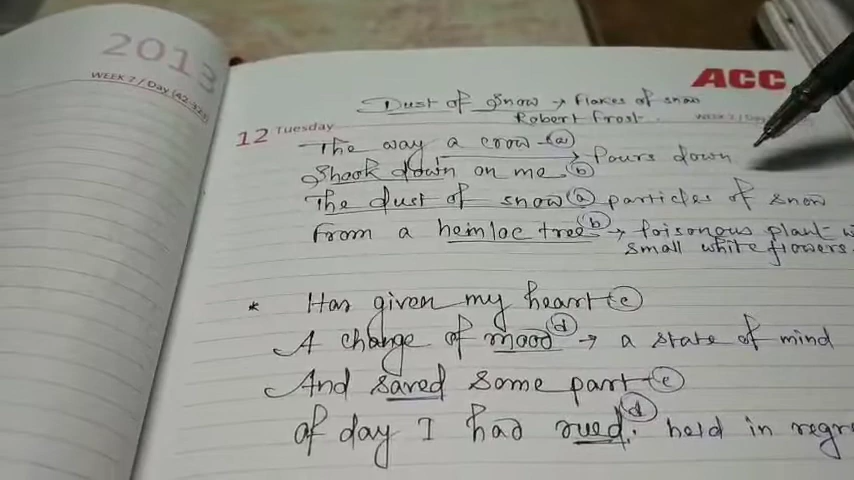 2013
WEEK 7 / Day (42-323)
ACC
Dust of Snow → flakes of snow
Robert Frost
12 Tuesday
The way a crow (a)
→ Pours down
Shook down on me (b)
The dust of snow (a) particles of snow
From a hemloc tree (b) → poisonous plant
small white flowers
* Has given my heart (c)
A change of mood (d) → a state of mind
And saved some part (c)
of day I had rued. (d) held in